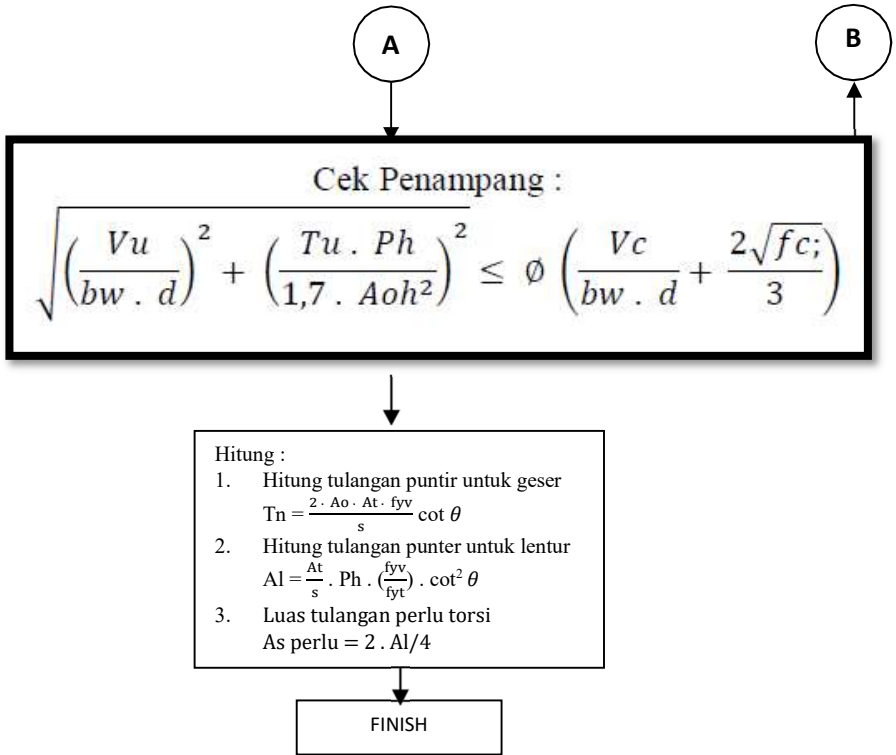 A
B
Cek Penampang :
√((Vu / bw . d)² + (Tu . Ph / 1,7 . Aoh²)²) ≤ ∅ (Vc / bw . d + 2√fc; / 3)
Hitung :
1. Hitung tulangan puntir untuk geser
Tn = 2 · Ao · At · fyv / s cot θ
2. Hitung tulangan punter untuk lentur
Al = At / s . Ph . (fyv / fyt) . cot² θ
3. Luas tulangan perlu torsi
As perlu = 2 . Al/4
FINISH